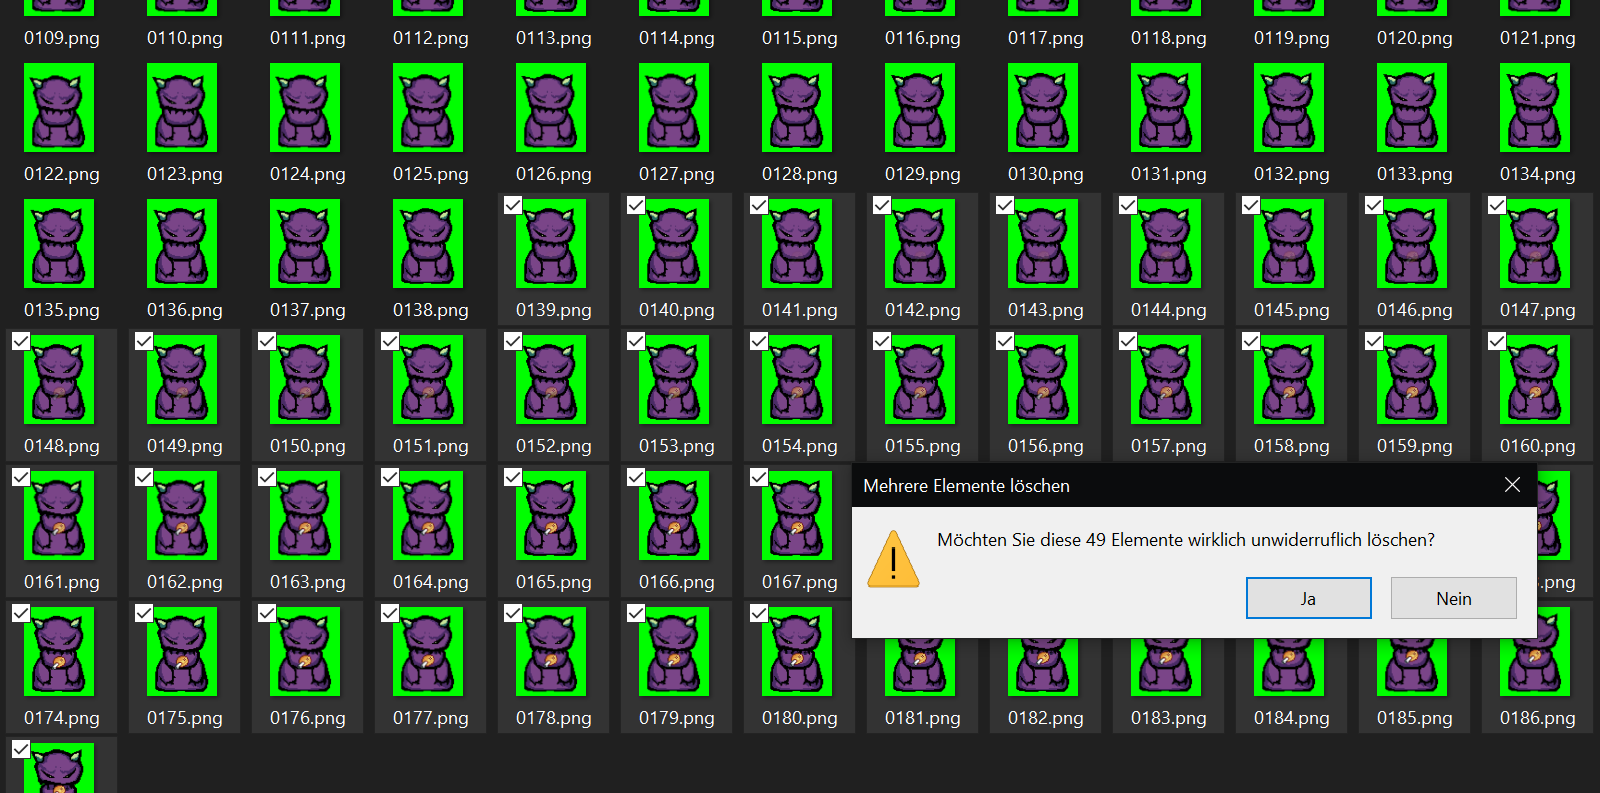 0109.png 0110.png 0111.png 0112.png 0113.png 0114.png 0115.png 0116.png 0117.png 0118.png 0119.png 0120.png 0121.png
0122.png 0123.png 0124.png 0125.png 0126.png 0127.png 0128.png 0129.png 0130.png 0131.png 0132.png 0133.png 0134.png
0135.png 0136.png 0137.png 0138.png 0139.png 0140.png 0141.png 0142.png 0143.png 0144.png 0145.png 0146.png 0147.png
0148.png 0149.png 0150.png 0151.png 0152.png 0153.png 0154.png 0155.png 0156.png 0157.png 0158.png 0159.png 0160.png
Mehrere Elemente löschen
Möchten Sie diese 49 Elemente wirklich unwiderruflich löschen?
Ja Nein
0161.png 0162.png 0163.png 0164.png 0165.png 0166.png 0167.png .png
0174.png 0175.png 0176.png 0177.png 0178.png 0179.png 0180.png 0181.png 0182.png 0183.png 0184.png 0185.png 0186.png